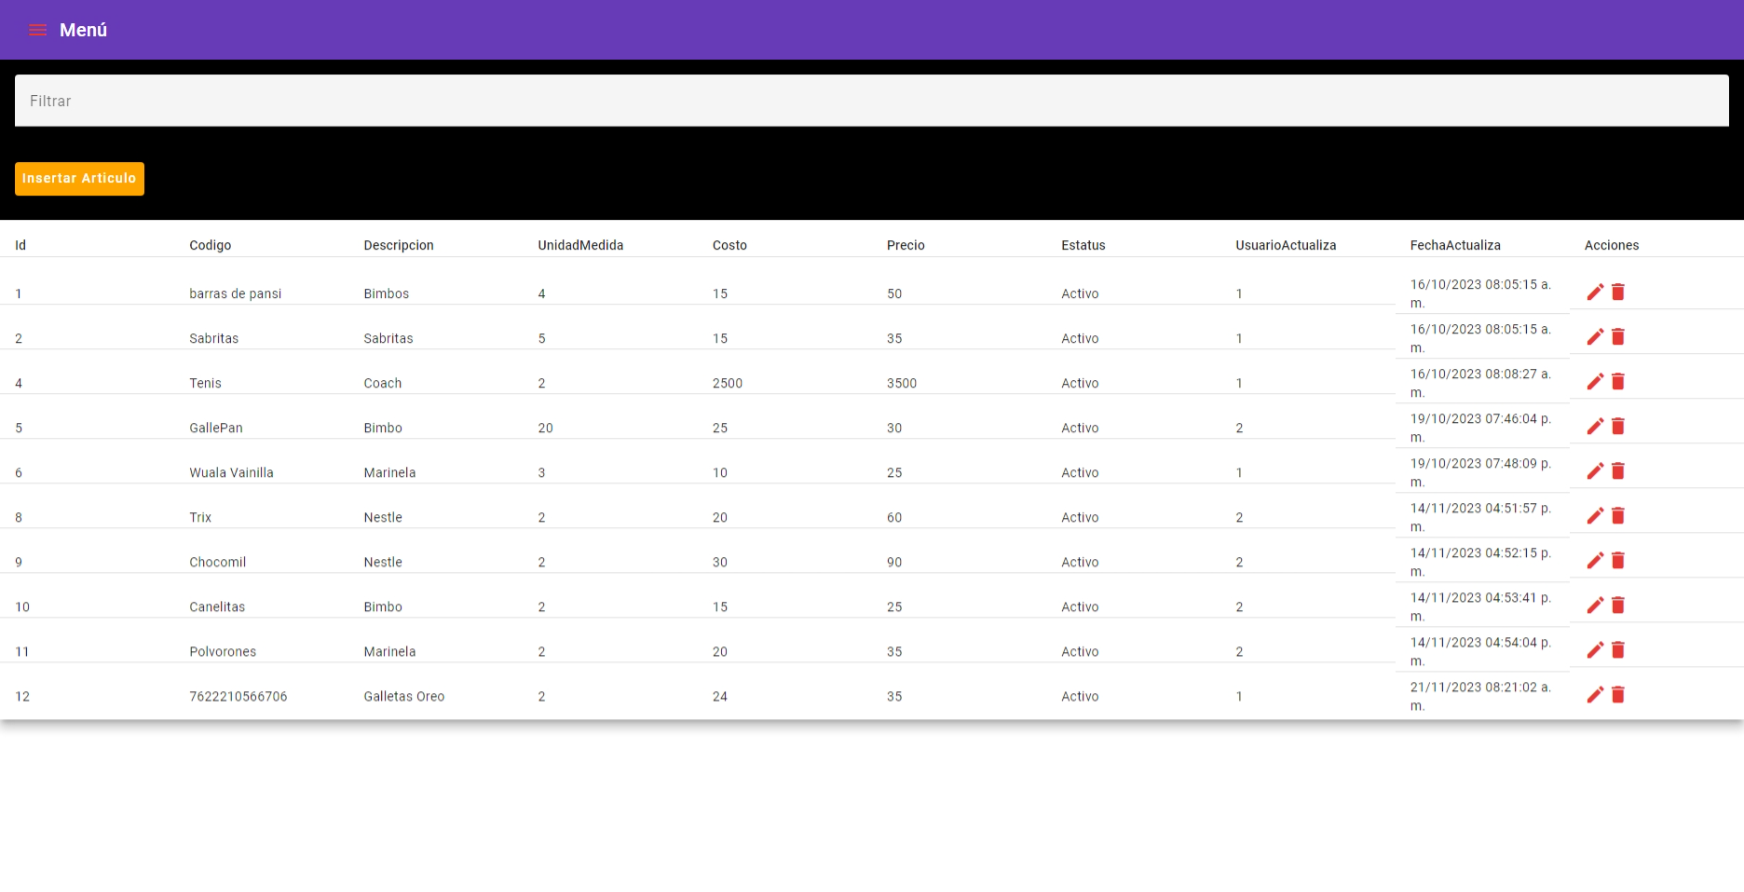 Menú
Filtrar
Insertar Articulo
Id Codigo Descripcion UnidadMedida Costo Precio Estatus UsuarioActualiza FechaActualiza Acciones
1 barras de pansi Bimbos 4 15 50 Activo 1 16/10/2023 08:05:15 a.
m.
2 Sabritas Sabritas 5 15 35 Activo 1 16/10/2023 08:05:15 a.
m.
4 Tenis Coach 2 2500 3500 Activo 1 16/10/2023 08:08:27 a.
m.
5 GallePan Bimbo 20 25 30 Activo 2 19/10/2023 07:46:04 p.
m.
6 Wuala Vainilla Marinela 3 10 25 Activo 1 19/10/2023 07:48:09 p.
m.
8 Trix Nestle 2 20 60 Activo 2 14/11/2023 04:51:57 p.
m.
9 Chocomil Nestle 2 30 90 Activo 2 14/11/2023 04:52:15 p.
m.
10 Canelitas Bimbo 2 15 25 Activo 2 14/11/2023 04:53:41 p.
m.
11 Polvorones Marinela 2 20 35 Activo 2 14/11/2023 04:54:04 p.
m.
12 7622210566706 Galletas Oreo 2 24 35 Activo 1 21/11/2023 08:21:02 a.
m.